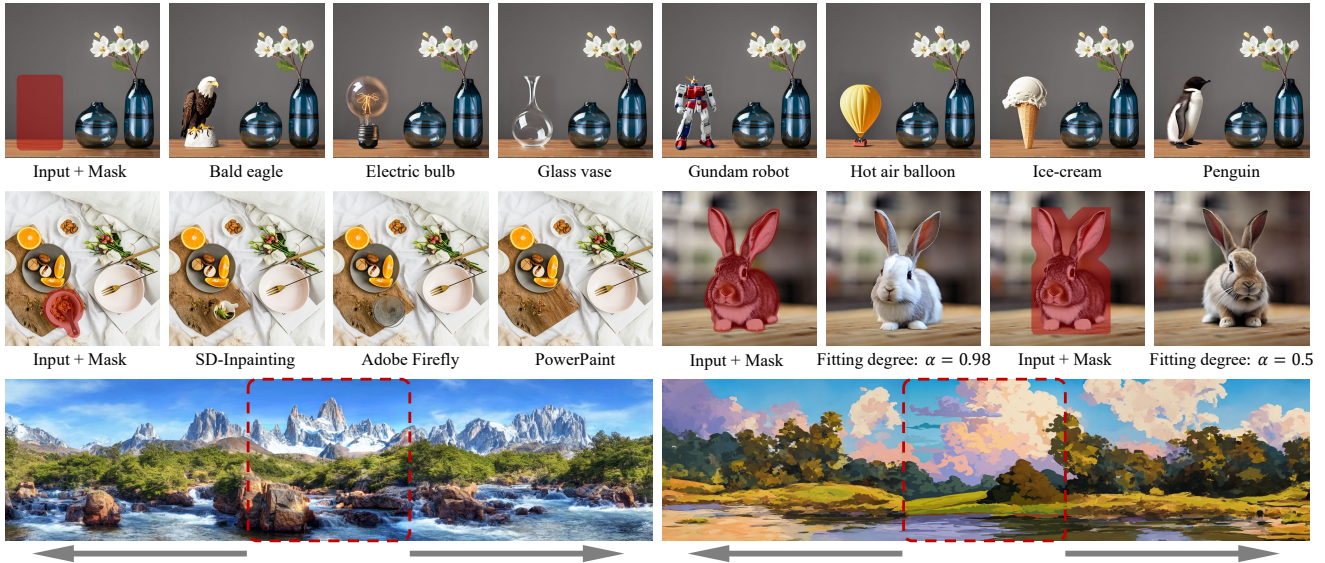 Input + Mask
Bald eagle
Electric bulb
Glass vase
Gundam robot
Hot air balloon
Ice-cream
Penguin
Input + Mask
SD-Inpainting
Adobe Firefly
PowerPaint
Input + Mask
Fitting degree: α = 0.98
Input + Mask
Fitting degree: α = 0.5